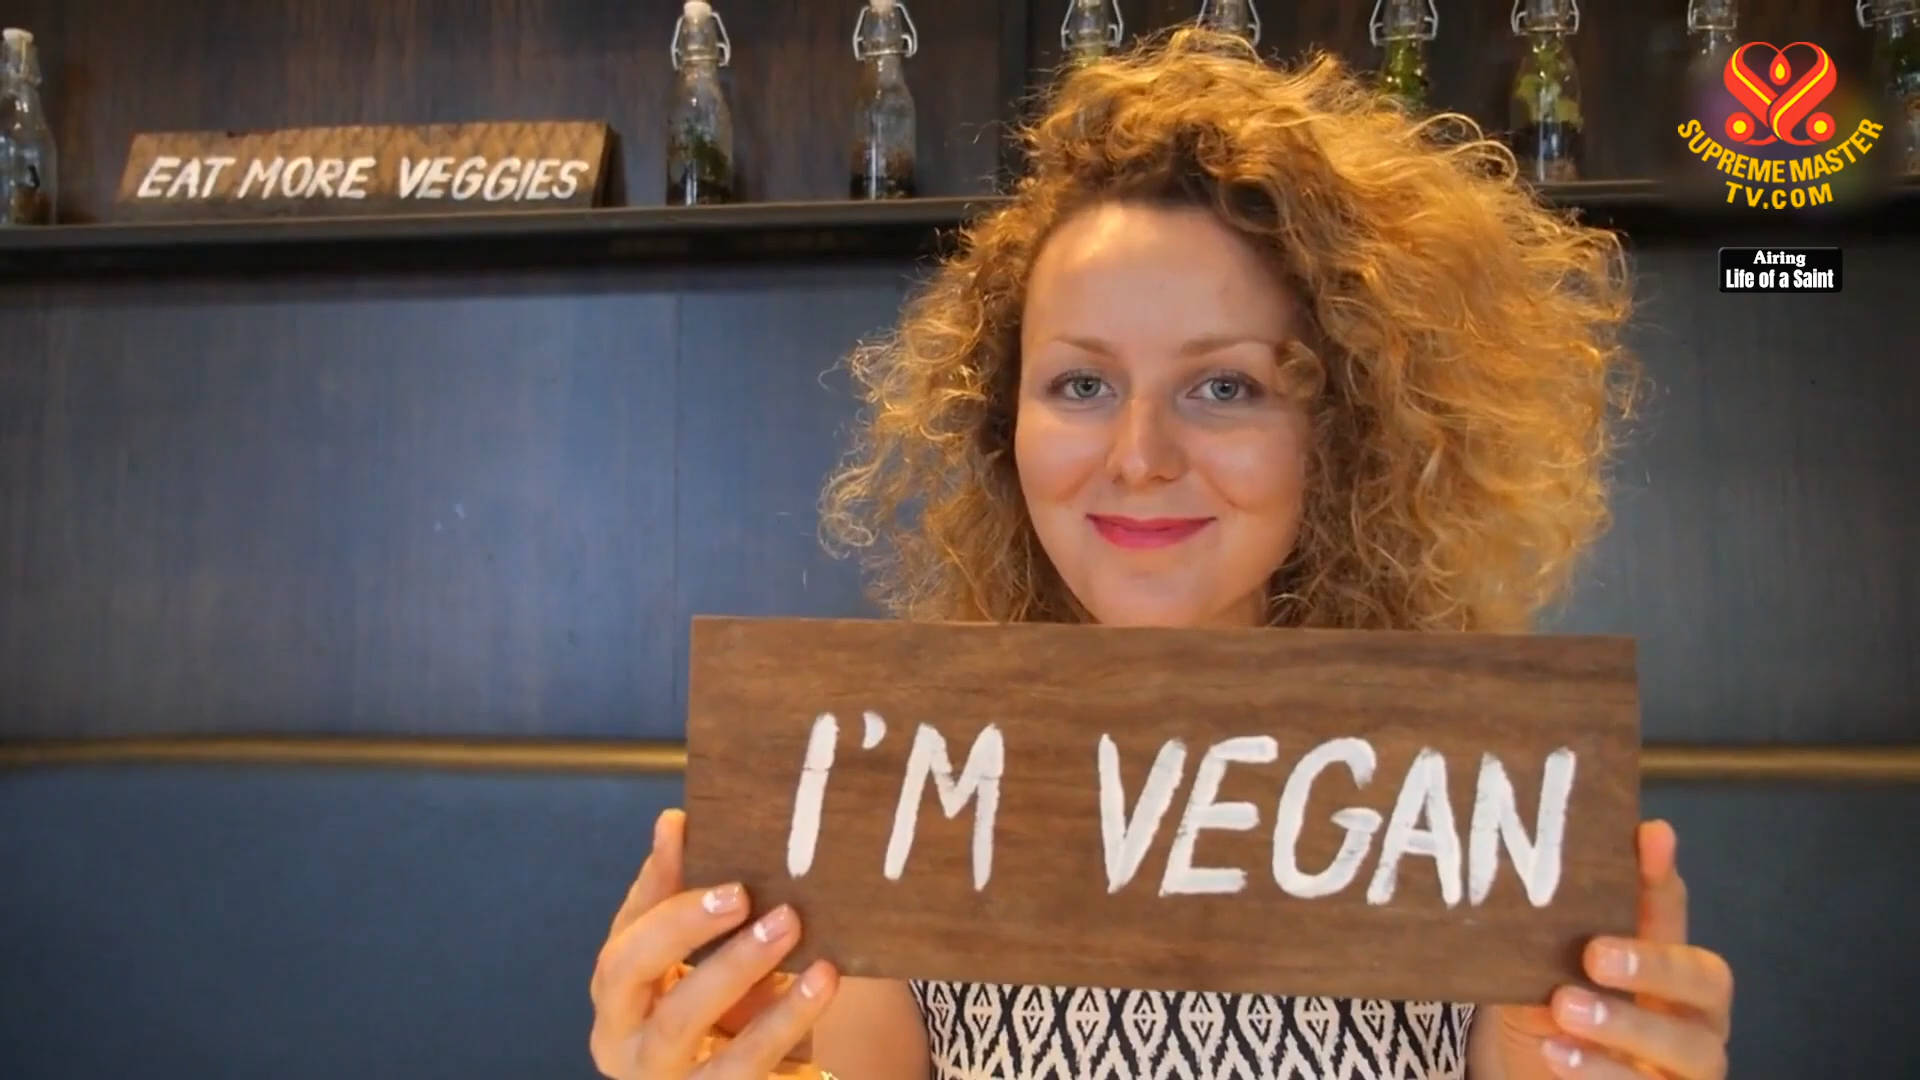 EAT MORE VEGGIES
SUPREME MASTER
TV.COM
Airing
Life of a Saint
I'M VEGAN